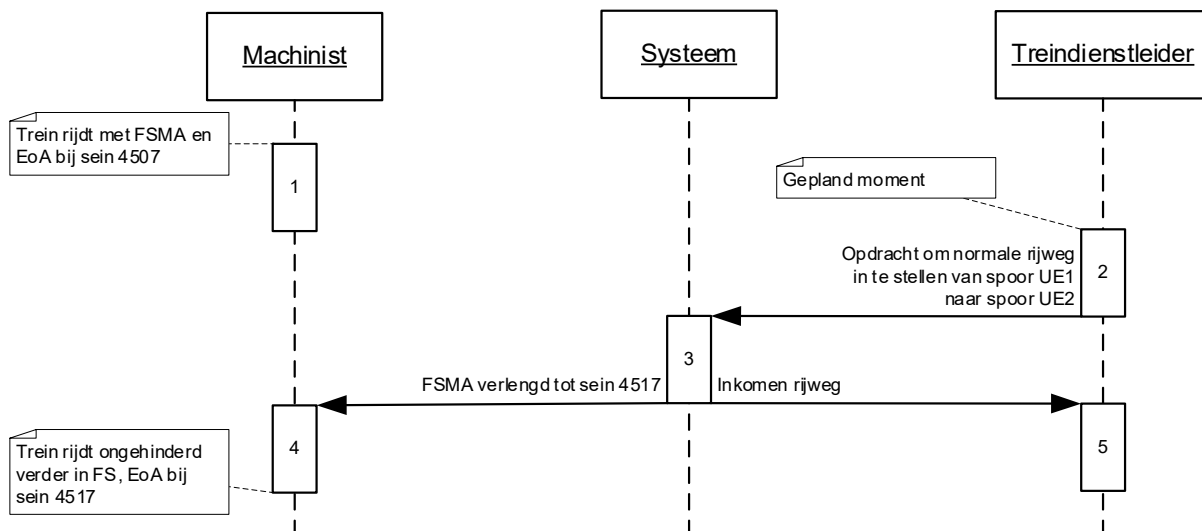 Machinist
Systeem
Treindienstleider
Trein rijdt met FSMA en
EoA bij sein 4507
1
Gepland moment
Opdracht om normale rijweg
in te stellen van spoor UE1
naar spoor UE2
2
3
FSMA verlengd tot sein 4517
Inkomen rijweg
Trein rijdt ongehinderd
verder in FS, EoA bij
sein 4517
4
5